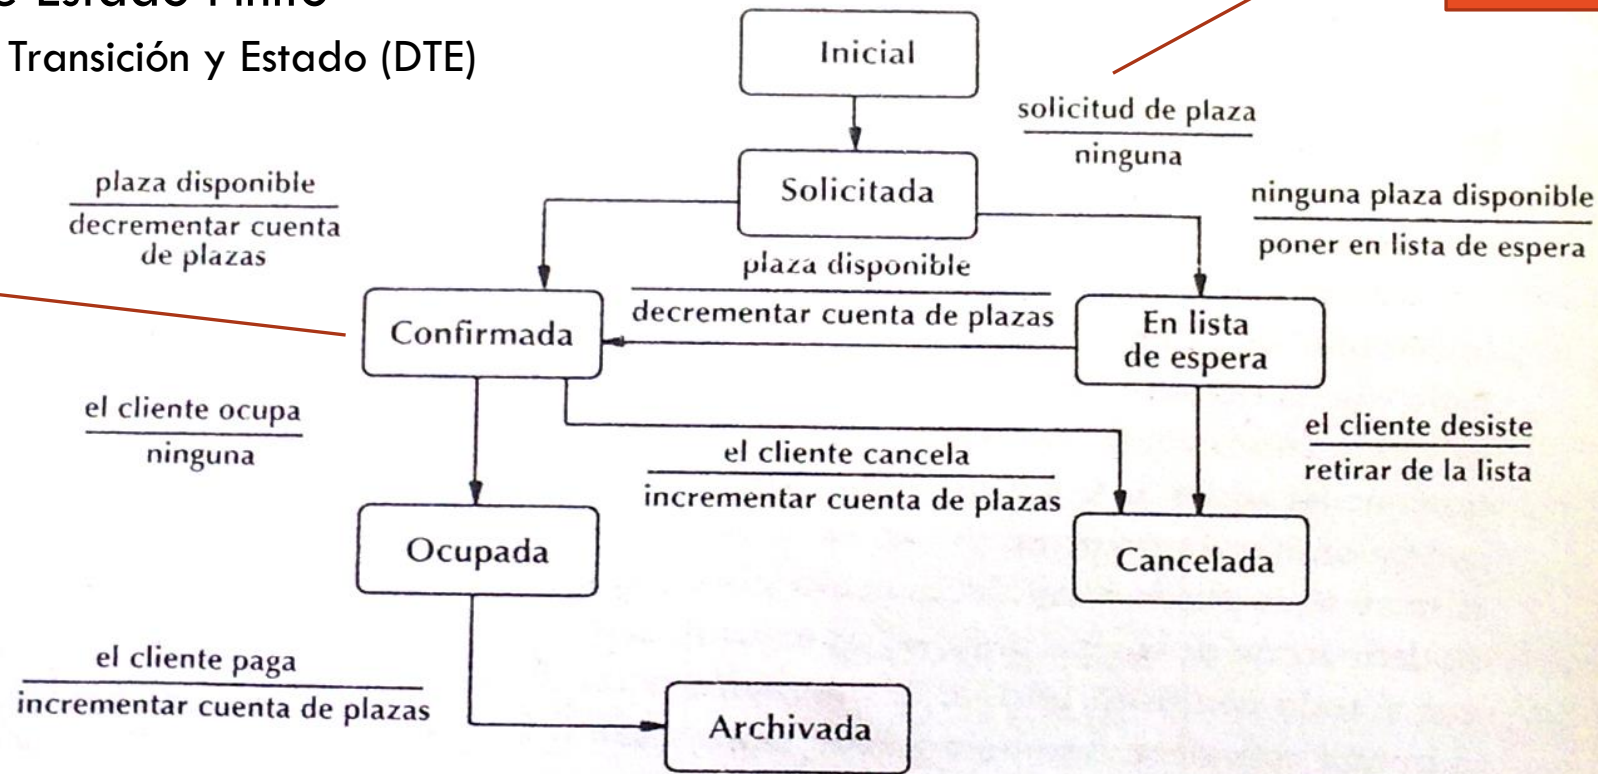 e Estado Finito
Transición y Estado (DTE)
Inicial
solicitud de plaza
ninguna
Solicitada
plaza disponible
decrementar cuenta
de plazas
ninguna plaza disponible
poner en lista de espera
plaza disponible
decrementar cuenta de plazas
Confirmada
En lista
de espera
el cliente ocupa
ninguna
el cliente cancela
incrementar cuenta de plazas
el cliente desiste
retirar de la lista
Ocupada
Cancelada
el cliente paga
incrementar cuenta de plazas
Archivada